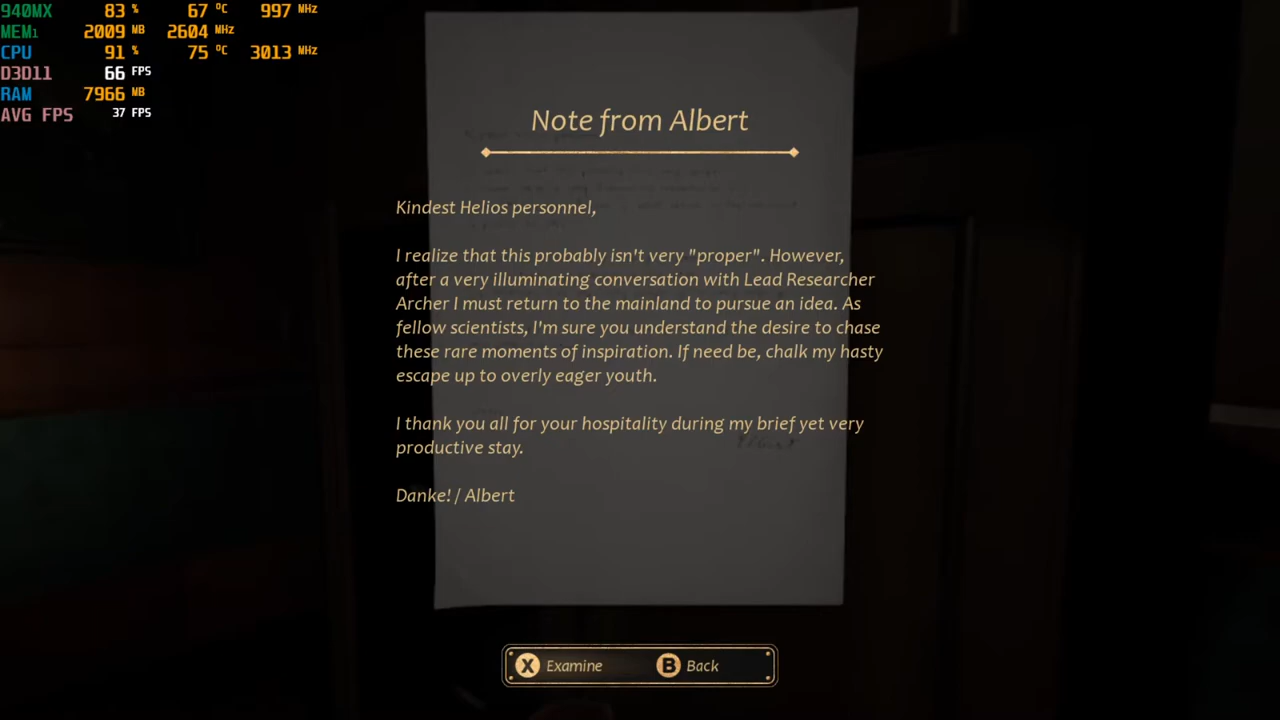 940MX 83 % 67 °C 997 MHz
MEM1 2009 MB 2604 MHz
CPU 91 % 75 °C 3013 MHz
D3D11 66 FPS
RAM 7966 MB
AVG FPS 37 FPS
Note from Albert
Kindest Helios personnel,
I realize that this probably isn't very "proper". However,
after a very illuminating conversation with Lead Researcher
Archer I must return to the mainland to pursue an idea. As
fellow scientists, I'm sure you understand the desire to chase
these rare moments of inspiration. If need be, chalk my hasty
escape up to overly eager youth.
I thank you all for your hospitality during my brief yet very
productive stay.
Danke! / Albert
Albert
X Examine B Back